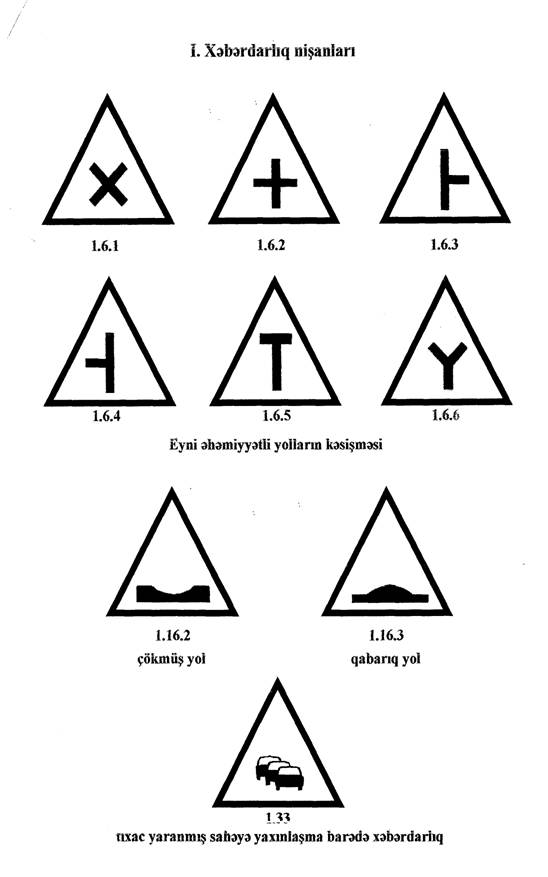 I. Xəbərdarlıq nişanları
1.6.1
1.6.2
1.6.3
1.6.4
1.6.5
1.6.6
Eyni əhəmiyyətli yolların kəsişməsi
1.16.2
1.16.3
çökmüş yol
qabarıq yol
1.33
tıxac yaranmış sahəyə yaxınlaşma barədə xəbərdarlıq